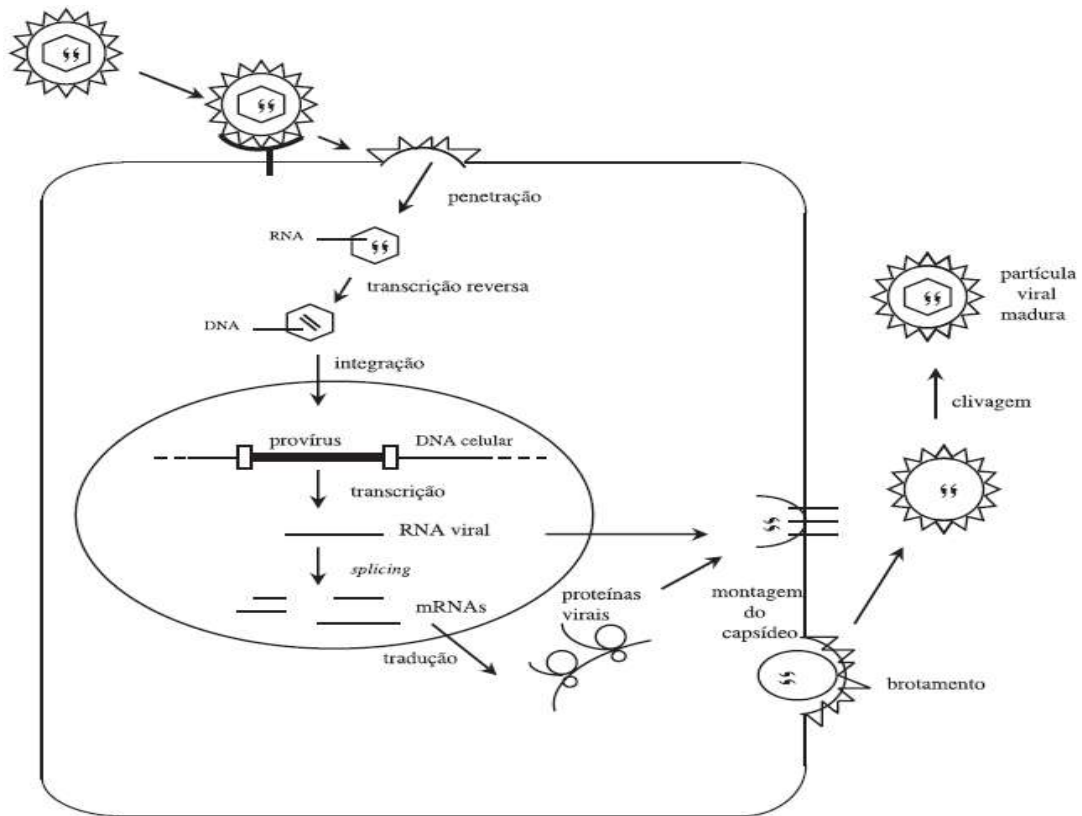 penetração
RNA
transcrição reversa
DNA
integração
provírus
DNA celular
transcrição
RNA viral
splicing
mRNAs
tradução
proteínas
virais
montagem
do
capsídeo
brotamento
clivagem
partícula
viral
madura